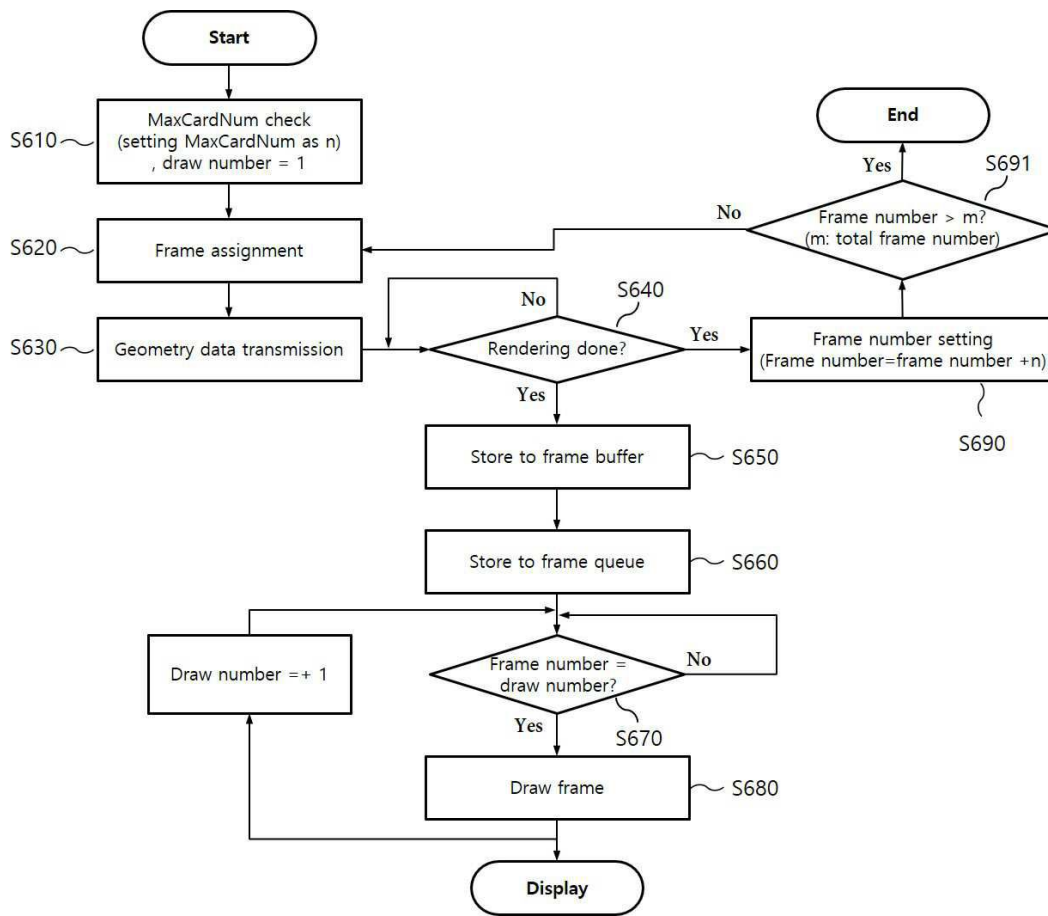 Start
S610
MaxCardNum check
(setting MaxCardNum as n)
, draw number = 1
End
Yes
S691
Frame number > m?
(m: total frame number)
No
S620
Frame assignment
S630
Geometry data transmission
No
S640
Rendering done?
Yes
Frame number setting
(Frame number=frame number +n)
S690
Yes
Store to frame buffer
S650
Store to frame queue
S660
Draw number =+ 1
Frame number =
draw number?
No
Yes
S670
Draw frame
S680
Display